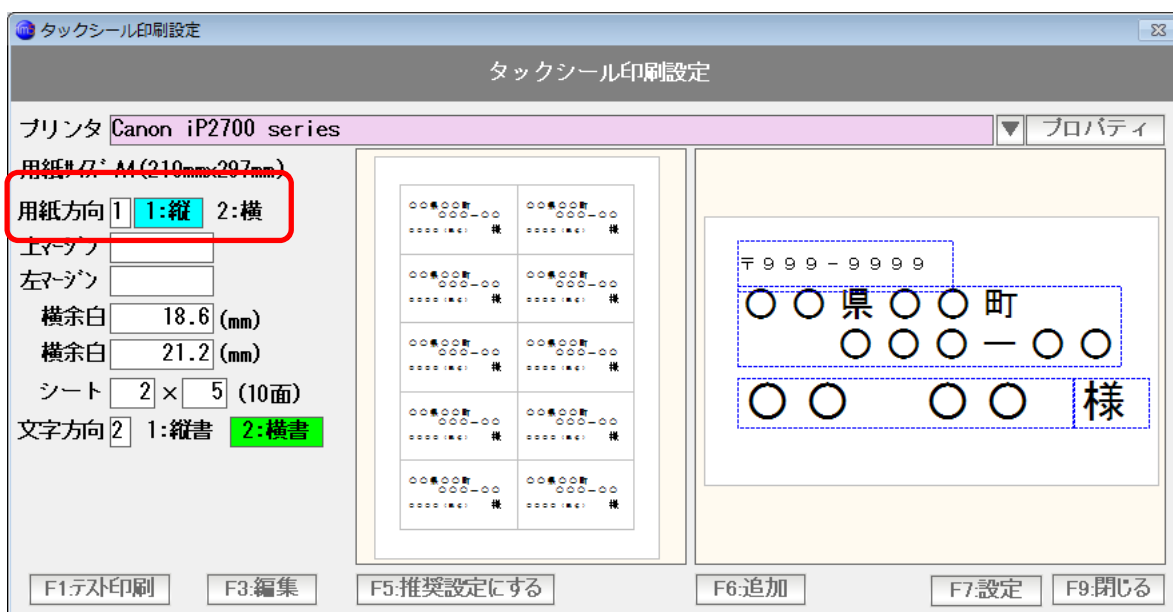 タックシール印刷設定
タックシール印刷設定
プリンタ Canon iP2700 series ▼ プロパティ
用紙サイズ A4(210mm×297mm)
用紙方向 1 1:縦 2:横
上マージン
左マージン
横余白 18.6 (mm)
横余白 21.2 (mm)
シート 2 × 5 (10面)
文字方向 2 1:縦書 2:横書
〒999-9999
○○県○○町
○○○-○○
○○ ○○ 様
F1:テスト印刷 F3:編集 F5:推奨設定にする F6:追加 F7:設定 F9:閉じる